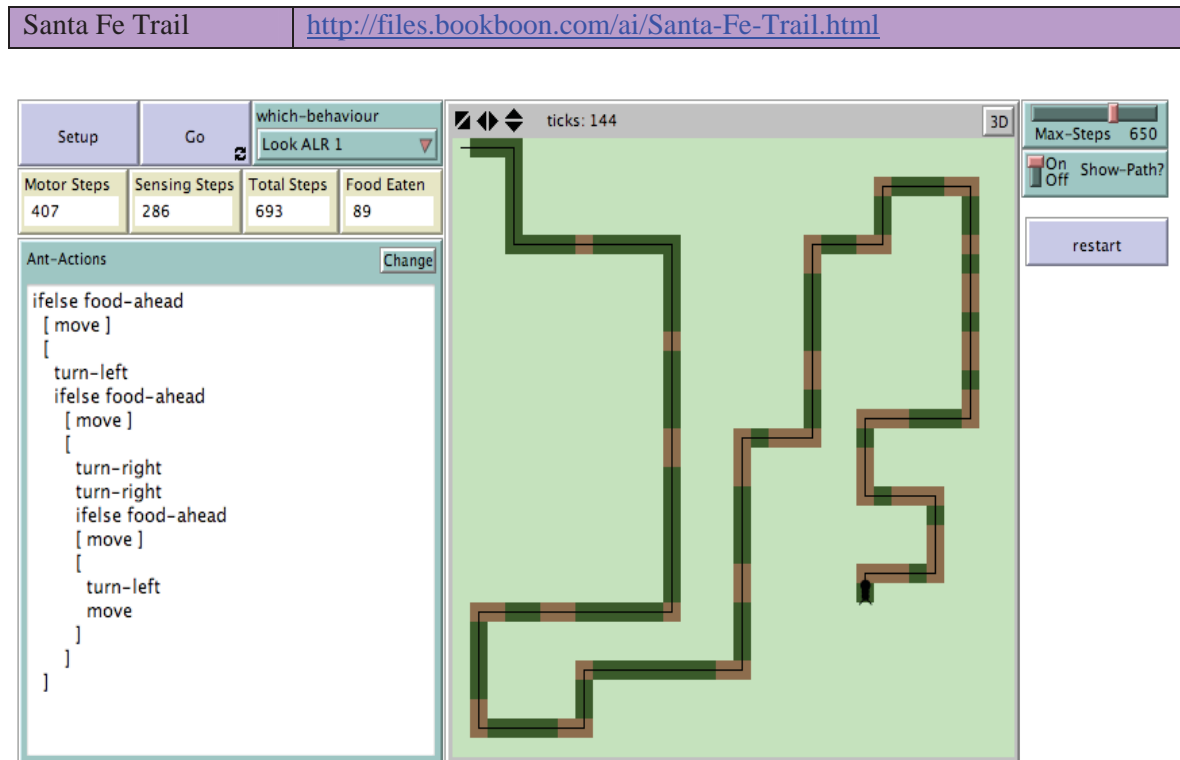 Santa Fe Trail http://files.bookboon.com/ai/Santa-Fe-Trail.html
Setup
Go
which-behaviour
Look ALR 1
ticks: 144
3D
Max-Steps 650
On
Off
Show-Path?
restart
Motor Steps
407
Sensing Steps
286
Total Steps
693
Food Eaten
89
Ant-Actions
Change
ifelse food-ahead
[ move ]
[
turn-left
ifelse food-ahead
[ move ]
[
turn-right
turn-right
ifelse food-ahead
[ move ]
[
turn-left
move
]
]
]